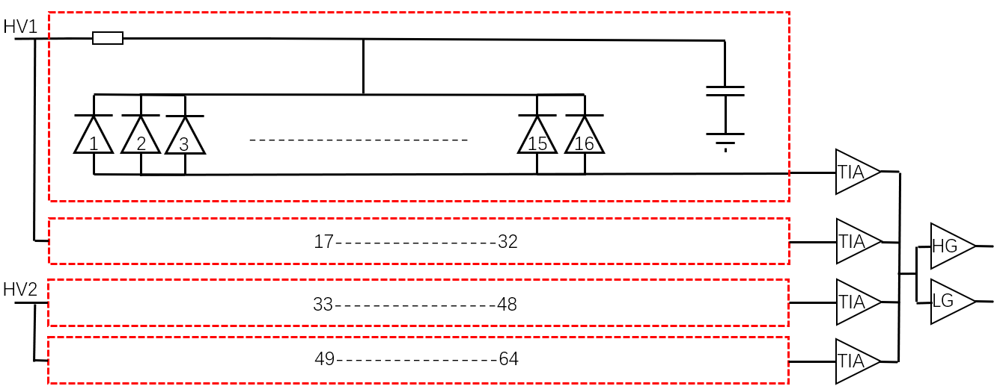 HV1
1 2 3 15 16
TIA
17 32 TIA
HG
HV2
33 48 TIA LG
49 64 TIA